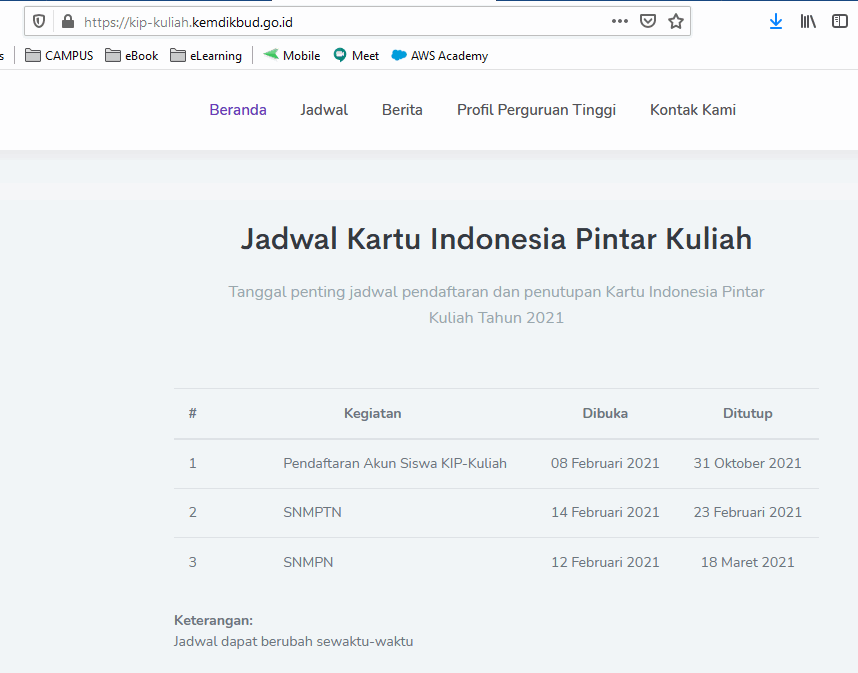 https://kip-kuliah.kemdikbud.go.id
s CAMPUS eBook eLearning Mobile Meet AWS Academy
Beranda Jadwal Berita Profil Perguruan Tinggi Kontak Kami
Jadwal Kartu Indonesia Pintar Kuliah
Tanggal penting jadwal pendaftaran dan penutupan Kartu Indonesia Pintar
Kuliah Tahun 2021
# Kegiatan Dibuka Ditutup
1 Pendaftaran Akun Siswa KIP-Kuliah 08 Februari 2021 31 Oktober 2021
2 SNMPTN 14 Februari 2021 23 Februari 2021
3 SNMPN 12 Februari 2021 18 Maret 2021
Keterangan:
Jadwal dapat berubah sewaktu-waktu